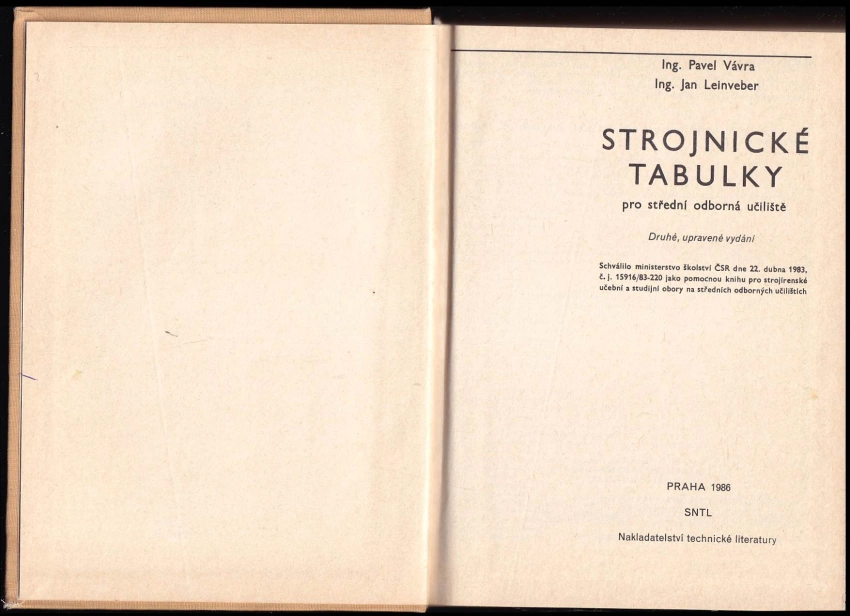 Ing. Pavel Vávra
Ing. Jan Leinveber
STROJNICKÉ
TABULKY
pro střední odborná učiliště
Druhé, upravené vydání
Schválilo ministerstvo školství ČSR dne 22. dubna 1983,
č. j. 15916/83-220 jako pomocnou knihu pro strojírenské
učební a studijní obory na středních odborných učilištích
PRAHA 1986
SNTL
Nakladatelství technické literatury